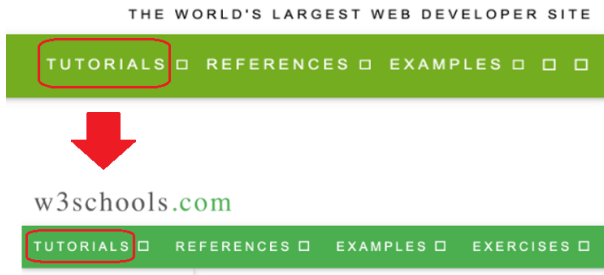 THE WORLD'S LARGEST WEB DEVELOPER SITE
TUTORIALS □ REFERENCES □ EXAMPLES □ □ □
w3schools.com
TUTORIALS □ REFERENCES □ EXAMPLES □ EXERCISES □